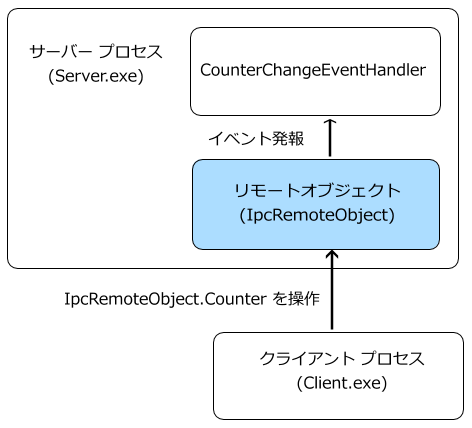 サーバー プロセス
(Server.exe)
CounterChangeEventHandler
イベント発報
リモートオブジェクト
(IpcRemoteObject)
IpcRemoteObject.Counter を操作
クライアント プロセス
(Client.exe)